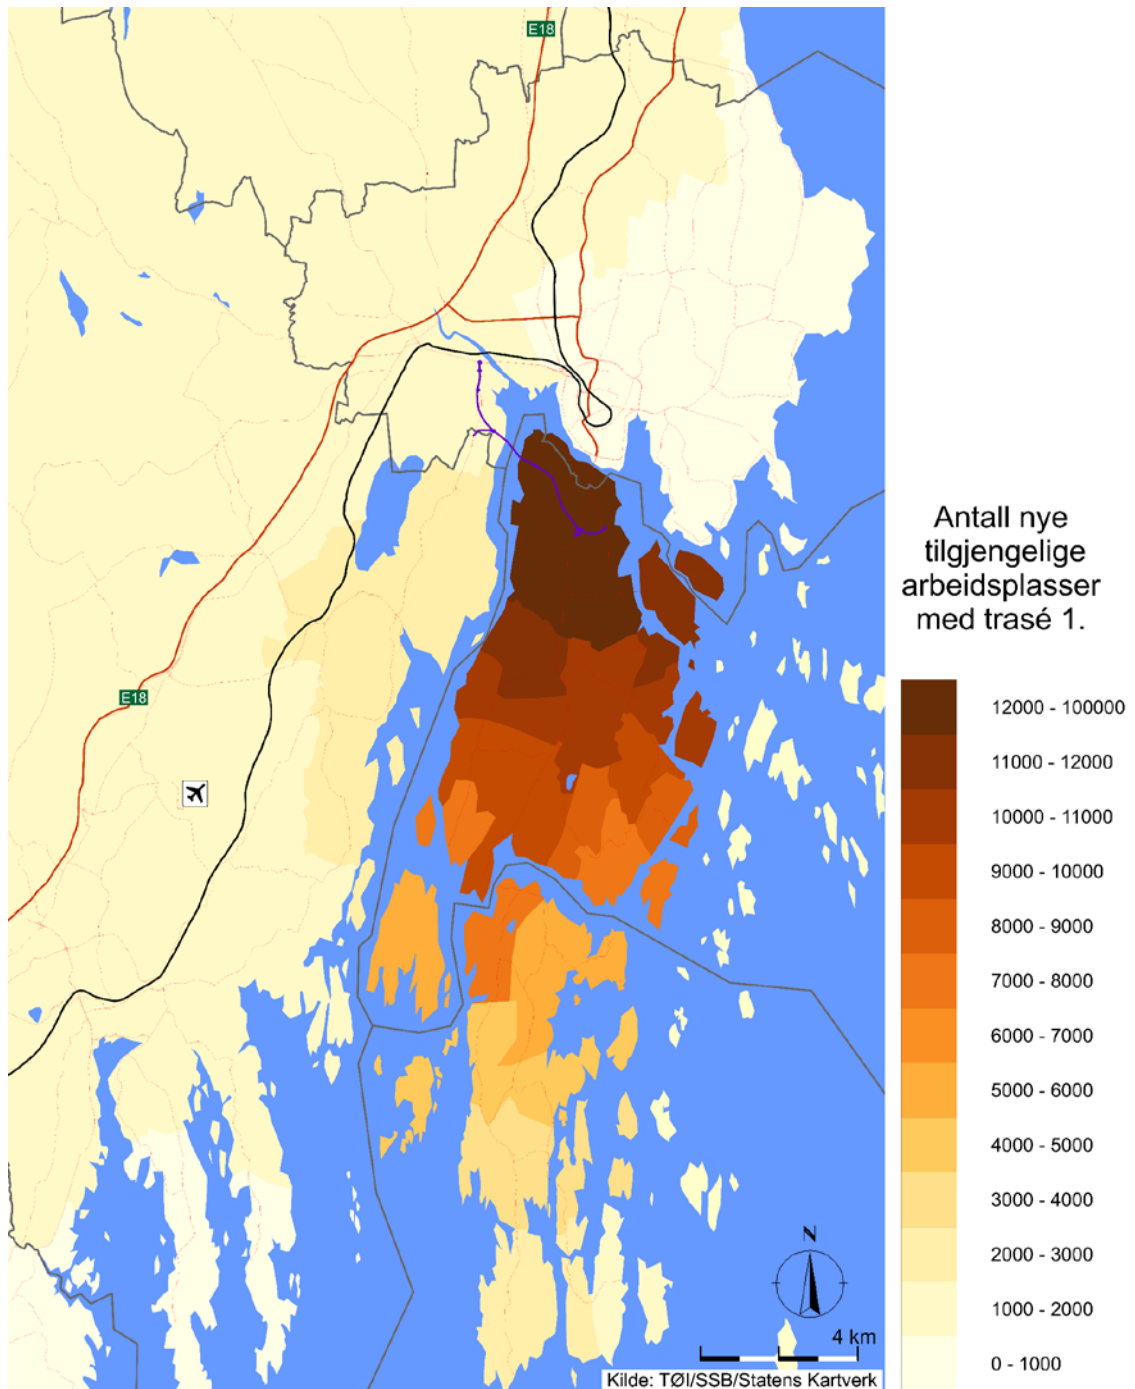 E18
E18
Antall nye
tilgjengelige
arbeidsplasser
med trasé 1.
12000 - 100000
11000 - 12000
10000 - 11000
9000 - 10000
8000 - 9000
7000 - 8000
6000 - 7000
5000 - 6000
4000 - 5000
3000 - 4000
2000 - 3000
1000 - 2000
0 - 1000
N
4 km
Kilde: TØI/SSB/Statens Kartverk